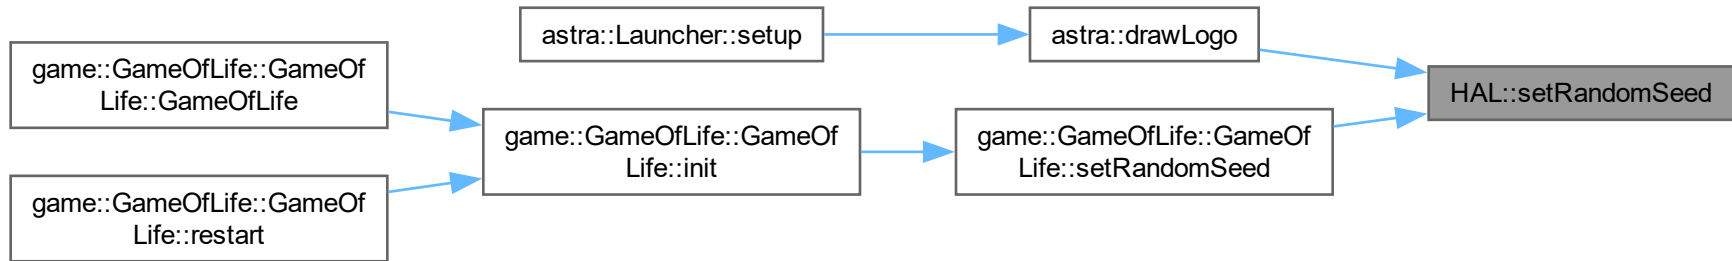 astra::Launcher::setup
astra::drawLogo
game::GameOfLife::GameOf
Life::GameOfLife
HAL::setRandomSeed
game::GameOfLife::GameOf
Life::init
game::GameOfLife::GameOf
Life::setRandomSeed
game::GameOfLife::GameOf
Life::restart